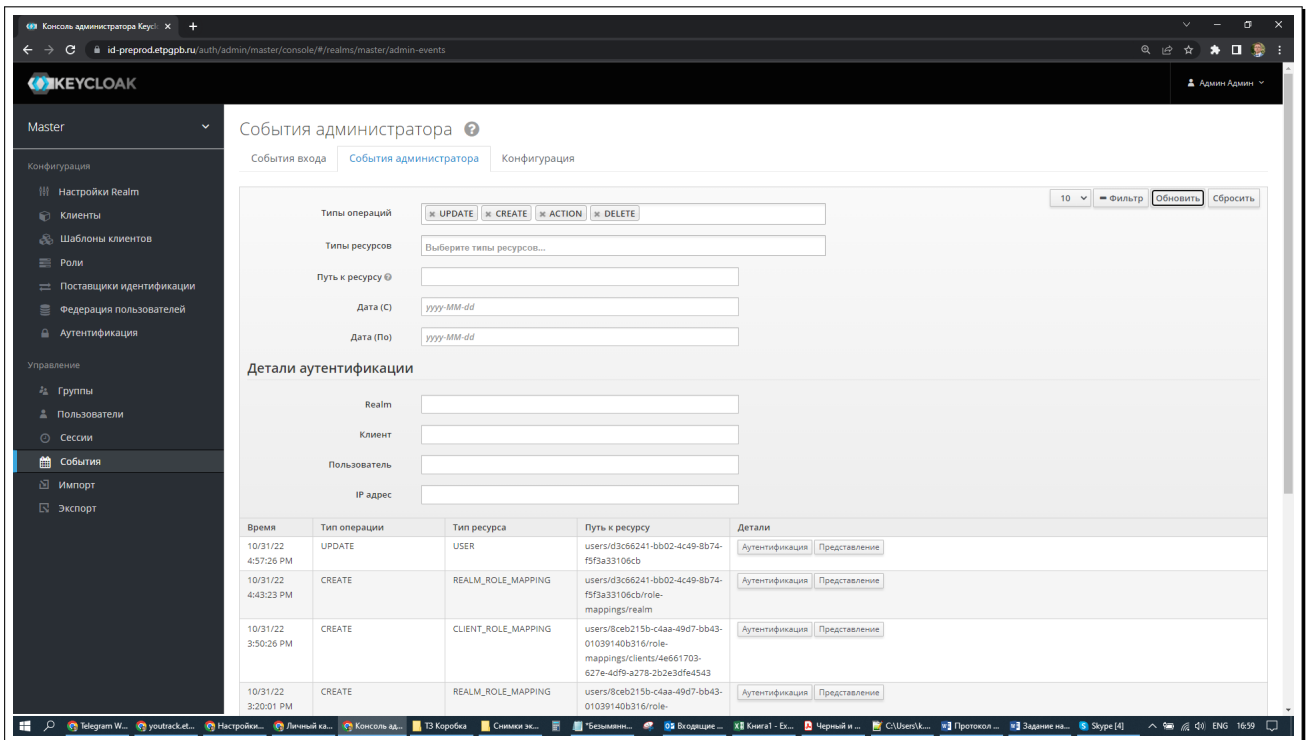 Консоль администратора Keycl
id-preprod.etpgpb.ru/auth/admin/master/console/#/realms/master/admin-events
KEYCLOAK
Админ Админ
Master
Конфигурация
Настройки Realm
Клиенты
Шаблоны клиентов
Роли
Поставщики идентификации
Федерация пользователей
Аутентификация
Управление
Группы
Пользователи
Сессии
События
Импорт
Экспорт
События администратора
События входа События администратора Конфигурация
10 Фильтр Обновить Сбросить
Типы операций UPDATE CREATE ACTION DELETE
Типы ресурсов Выберите типы ресурсов...
Путь к ресурсу
Дата (С) yyyy-MM-dd
Дата (По) yyyy-MM-dd
Детали аутентификации
Realm
Клиент
Пользователь
IP адрес
Время Тип операции Тип ресурса Путь к ресурсу Детали
10/31/22 UPDATE USER users/d3c66241-bb02-4c49-8b74- Аутентификация Представление
4:57:26 PM f5f3a33106cb
10/31/22 CREATE REALM_ROLE_MAPPING users/d3c66241-bb02-4c49-8b74- Аутентификация Представление
4:43:23 PM f5f3a33106cb/role-
mappings/realm
10/31/22 CREATE CLIENT_ROLE_MAPPING users/8ceb215b-c4aa-49d7-bb43- Аутентификация Представление
3:50:26 PM 01039140b316/role-
mappings/clients/4e661703-
627e-4df9-a278-2b2e3dfe4543
10/31/22 CREATE REALM_ROLE_MAPPING users/8ceb215b-c4aa-49d7-bb43- Аутентификация Представление
3:20:01 PM 01039140b316/role-
Telegram W... youtrack.et... Настройки... Личный ка... Консоль ад... ТЗ Коробка Снимки эк... *Безымянн... Входящие ... Книга1 - Ex... Черный и ... C:\Users\k... Протокол ... Задание на... Skype [4] ENG 16:59